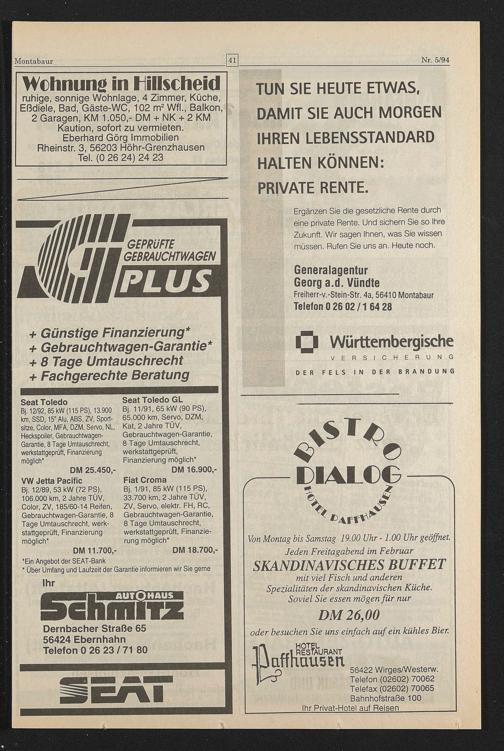 Montabaur
41
Nr. 5/94
Wohnung in Hillscheid
ruhige, sonnige Wohnlage, 4 Zimmer, Küche,
Eßdiele, Bad, Gäste-WC, 102 m² Wfl., Balkon,
2 Garagen, KM 1.050,- DM + NK + 2 KM
Kaution, sofort zu vermieten.
Eberhard Görg Immobilien
Rheinstr. 3, 56203 Höhr-Grenzhausen
Tel. (0 26 24) 24 23
GEPRÜFTE
GEBRAUCHTWAGEN
PLUS
+ Günstige Finanzierung*
+ Gebrauchtwagen-Garantie*
+ 8 Tage Umtauschrecht
+ Fachgerechte Beratung
Seat Toledo
Bj. 12/92, 85 kW (115 PS), 13.900
km, SSD, 15" Alu, ABS, ZV, Sport-
sitze, Color, MFA, DZM, Servo, NL,
Heckspoiler, Gebrauchtwagen-
Garantie, 8 Tage Umtauschrecht,
werkstattgeprüft, Finanzierung
möglich*
DM 25.450,-
VW Jetta Pacific
Bj. 12/89, 53 kW (72 PS),
106.000 km, 2 Jahre TÜV,
Color, ZV, 185/60-14 Reifen,
Gebrauchtwagen-Garantie, 8
Tage Umtauschrecht, werk-
stattgeprüft, Finanzierung
möglich*
DM 11.700,-
Seat Toledo GL
Bj. 11/91, 65 kW (90 PS),
65.000 km, Servo, DZM,
Kat, 2 Jahre TÜV,
Gebrauchtwagen-Garantie,
8 Tage Umtauschrecht,
werkstattgeprüft,
Finanzierung möglich*
DM 16.900,-
Fiat Croma
Bj. 1/91, 85 kW (115 PS),
33.700 km, 2 Jahre TÜV,
ZV, Servo, elektr. FH, RC,
Gebrauchtwagen-Garantie,
8 Tage Umtauschrecht,
werkstattgeprüft, Finanzie-
rung möglich*
DM 18.700,-
*Ein Angebot der SEAT-Bank
* Über Umfang und Laufzeit der Garantie informieren wir Sie gerne
Ihr
AUTOHAUS
Schmitz
Dernbacher Straße 65
56424 Ebernhahn
Telefon 0 26 23 / 71 80
SEAT
TUN SIE HEUTE ETWAS,
DAMIT SIE AUCH MORGEN
IHREN LEBENSSTANDARD
HALTEN KÖNNEN:
PRIVATE RENTE.
Ergänzen Sie die gesetzliche Rente durch
eine private Rente. Und sichern Sie so Ihre
Zukunft. Wir sagen Ihnen, was Sie wissen
müssen. Rufen Sie uns an. Heute noch.
Generalagentur
Georg a.d. Vündte
Freiherr-v.-Stein-Str. 4a, 56410 Montabaur
Telefon 0 26 02 / 1 64 28
Württembergische
VERSICHERUNG
DER FELS IN DER BRANDUNG
BISTRO
DIALOG
HOTEL PAFFHAUSEN
Von Montag bis Samstag 19.00 Uhr - 1.00 Uhr geöffnet.
Jeden Freitagabend im Februar
SKANDINAVISCHES BUFFET
mit viel Fisch und anderen
Spezialitäten der skandinavischen Küche.
Soviel Sie essen mögen für nur
DM 26,00
oder besuchen Sie uns einfach auf ein kühles Bier.
HOTEL
RESTAURANT
Paffhausen
56422 Wirges/Westerw.
Telefon (02602) 70062
Telefax (02602) 70065
Bahnhofstraße 100
Ihr Privat-Hotel auf Reisen